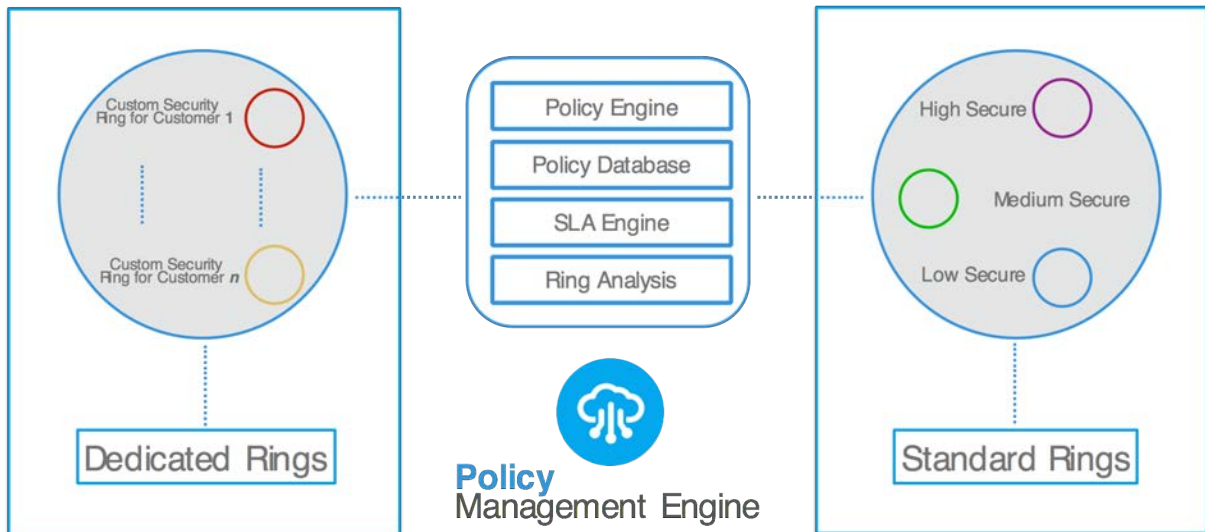 Custom Security
Ring for Customer 1
Custom Security
Ring for Customer n
Dedicated Rings
Policy Engine
Policy Database
SLA Engine
Ring Analysis
Policy
Management Engine
High Secure
Medium Secure
Low Secure
Standard Rings